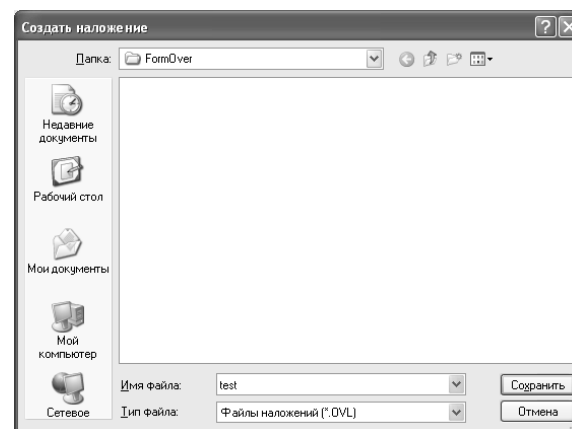 Создать наложение
Папка: FormOver
Недавние
документы
Рабочий стол
Мои документы
Мой
компьютер
Сетевое
Имя файла: test Сохранить
Тип файла: Файлы наложений (*.OVL) Отмена